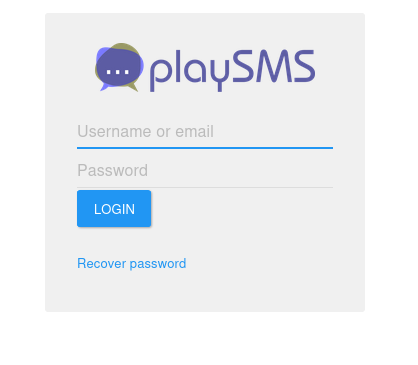 playSMS
Username or email
Password
LOGIN
Recover password